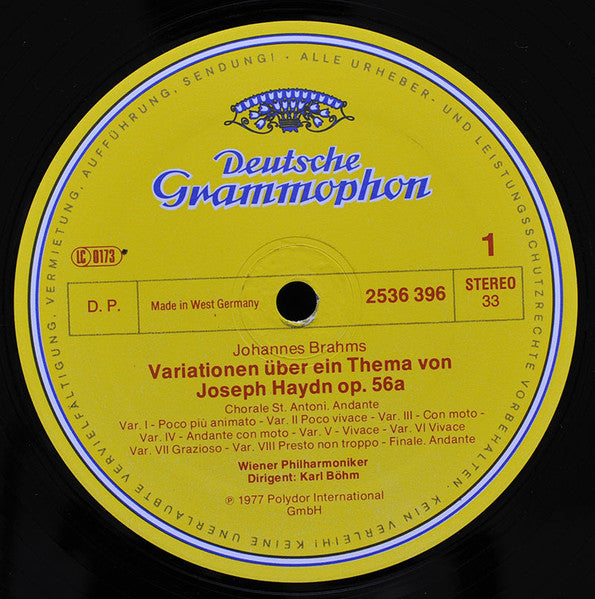 Deutsche
Grammophon
LC 0173
1
D. P.
Made in West Germany
2536 396
STEREO
33
Johannes Brahms
Variationen über ein Thema von
Joseph Haydn op. 56a
Chorale St. Antoni. Andante
Var. I - Poco più animato - Var. II Poco vivace - Var. III - Con moto -
Var. IV - Andante con moto - Var. V - Vivace - Var. VI Vivace
Var. VII Grazioso - Var. VIII Presto non troppo - Finale. Andante
Wiener Philharmoniker
Dirigent: Karl Böhm
℗ 1977 Polydor International
GmbH
ALLE URHEBER- UND LEISTUNGSSCHUTZRECHTE VORBEHALTEN. KEIN VERLEIH! KEINE UNERLAUBTE VERVIELFÄLTIGUNG, VERMIETUNG, AUFFÜHRUNG, SENDUNG! ·